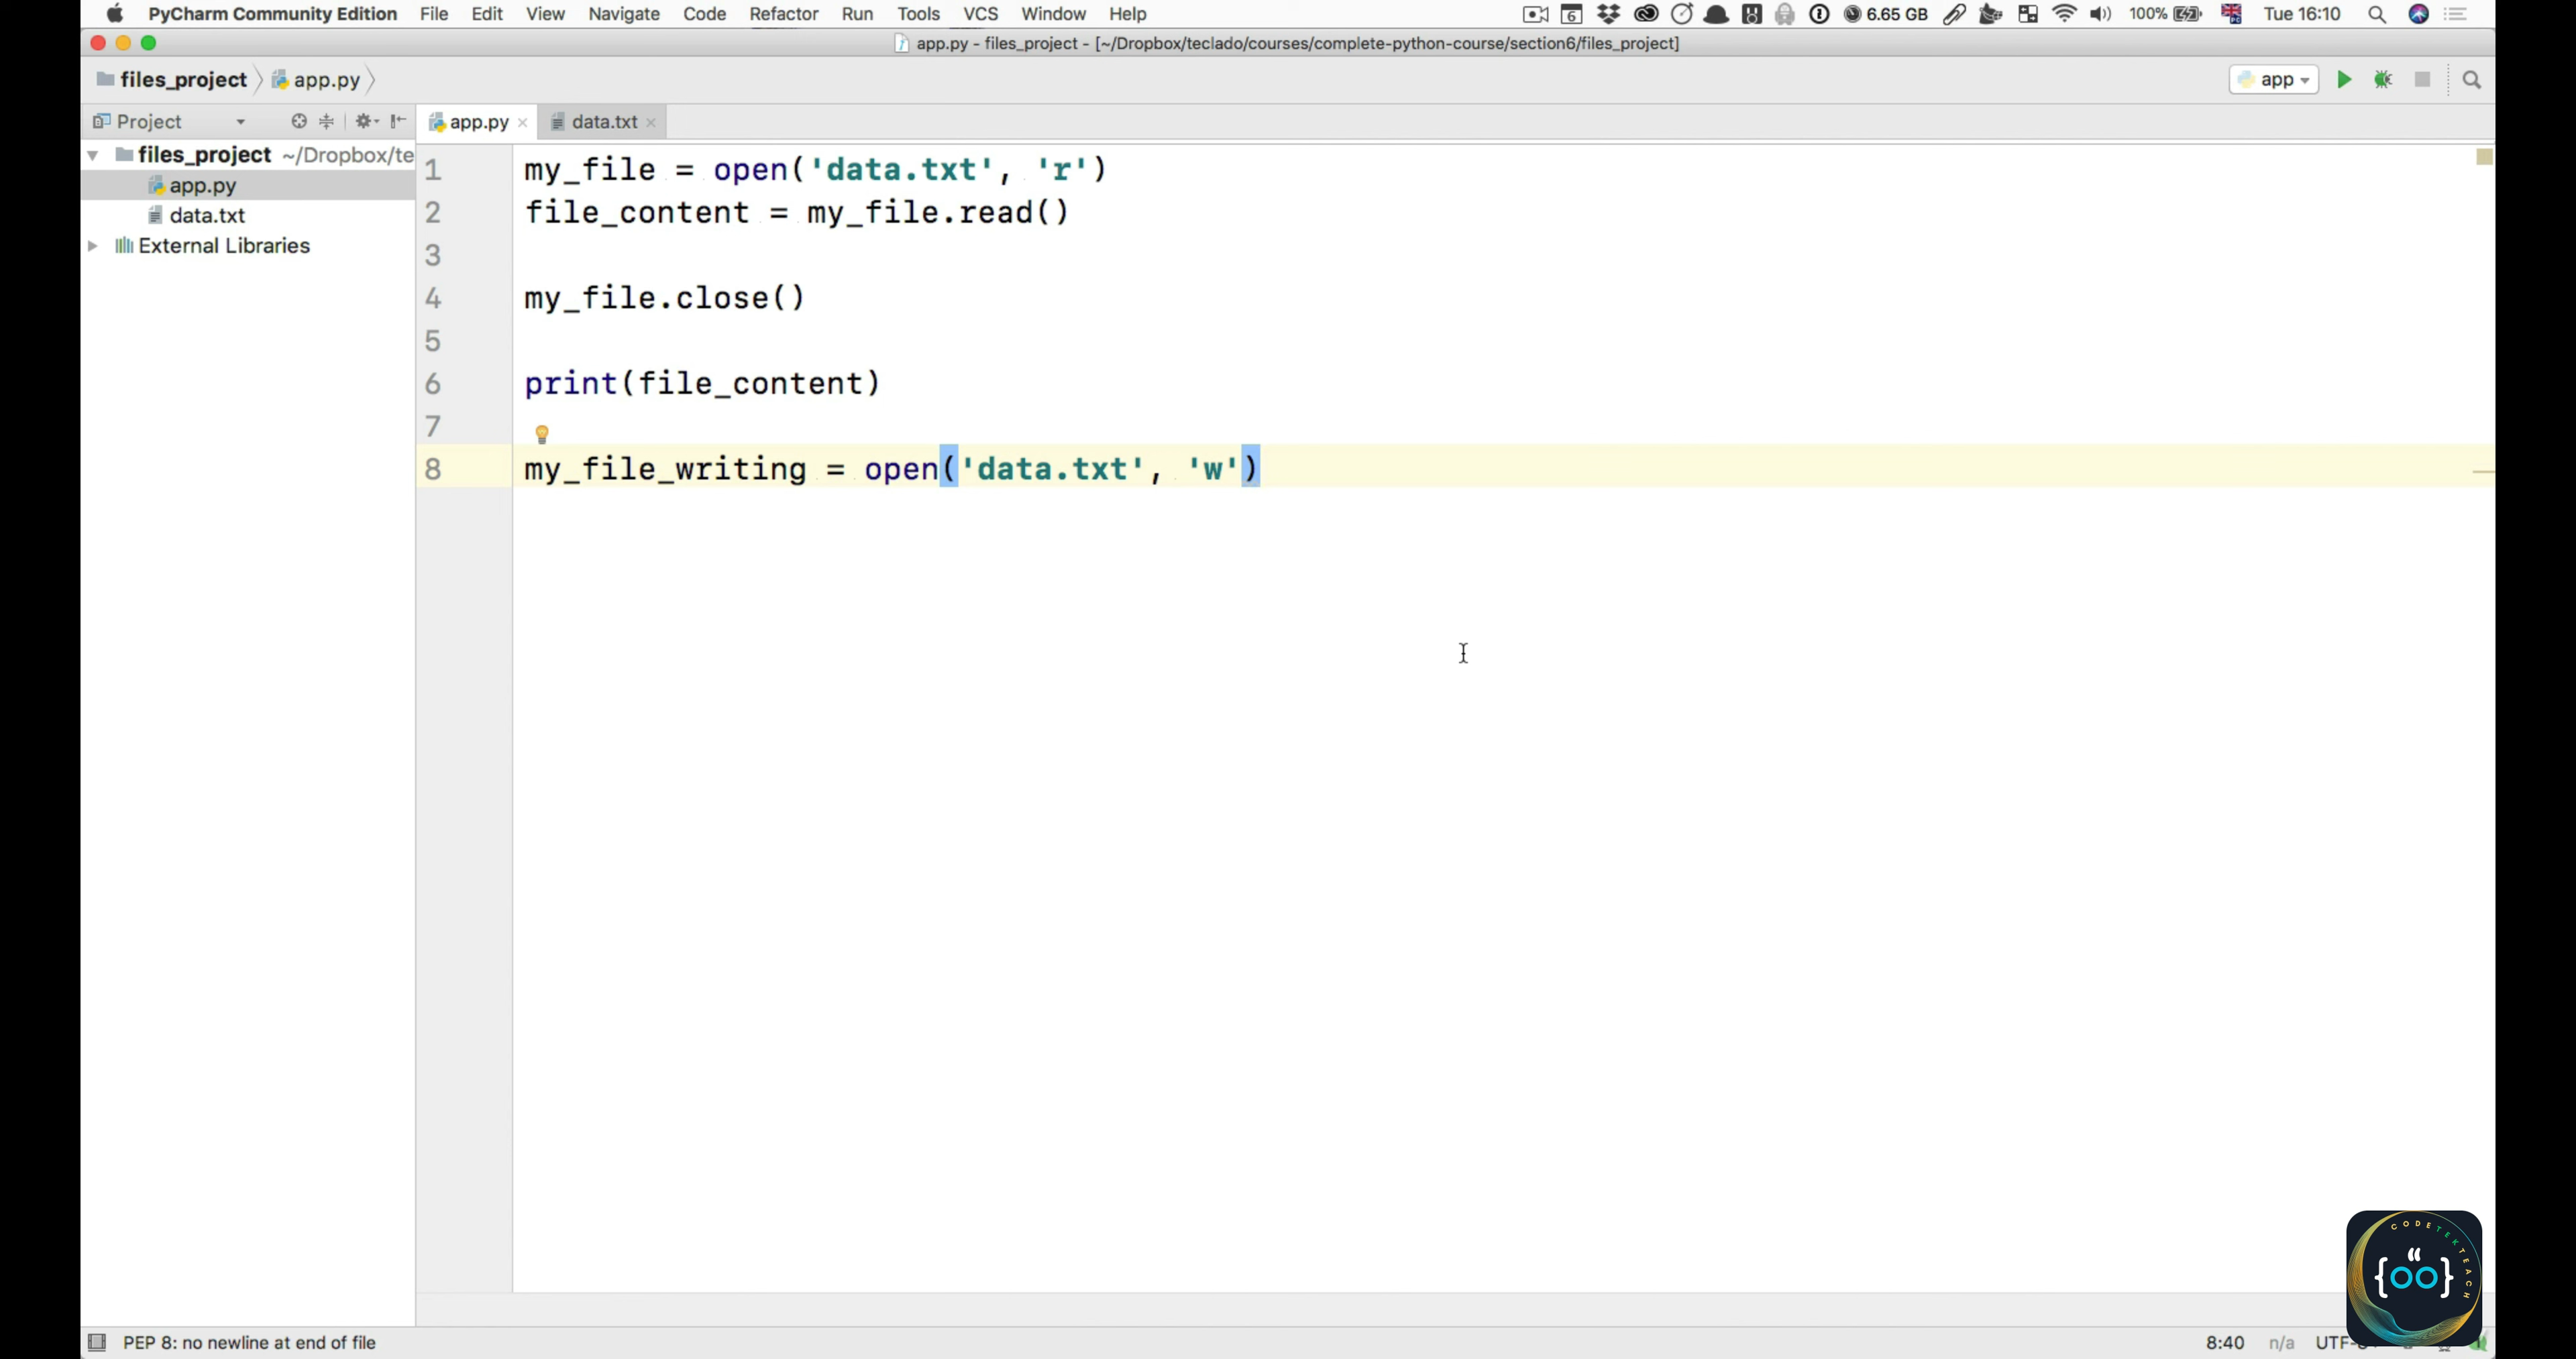 PyCharm Community Edition File Edit View Navigate Code Refactor Run Tools VCS Window Help 6 6.65 GB 100% Tue 16:10
app.py - files_project - [~/Dropbox/teclado/courses/complete-python-course/section6/files_project]
files_project app.py app
Project app.py data.txt
files_project ~/Dropbox/te
app.py
data.txt
External Libraries
1 my_file = open('data.txt', 'r')
2 file_content = my_file.read()
3
4 my_file.close()
5
6 print(file_content)
7
8 my_file_writing = open('data.txt', 'w')
CODETEKTEACH
PEP 8: no newline at end of file 8:40 n/a